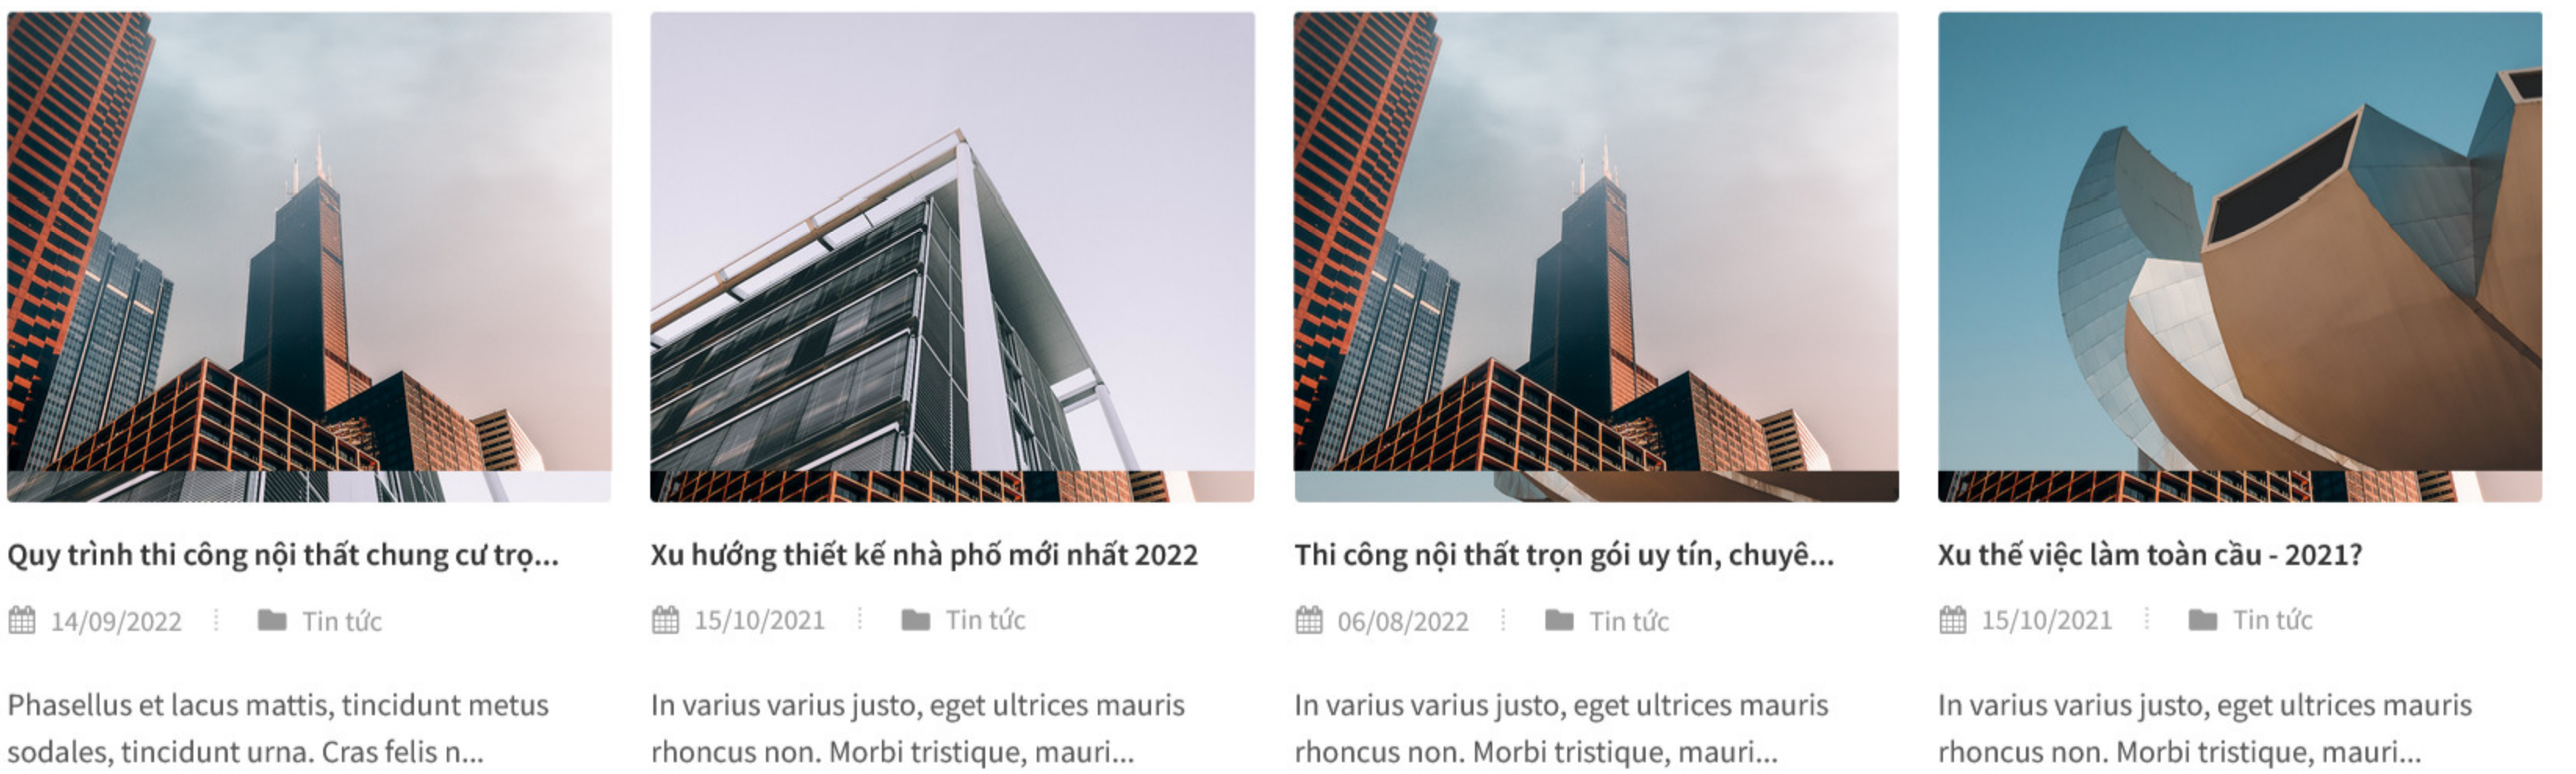 Quy trình thi công nội thất chung cư trọ...
14/09/2022 Tin tức
Phasellus et lacus mattis, tincidunt metus
sodales, tincidunt urna. Cras felis n...
Xu hướng thiết kế nhà phố mới nhất 2022
15/10/2021 Tin tức
In varius varius justo, eget ultrices mauris
rhoncus non. Morbi tristique, mauri...
Thi công nội thất trọn gói uy tín, chuyê...
06/08/2022 Tin tức
In varius varius justo, eget ultrices mauris
rhoncus non. Morbi tristique, mauri...
Xu thế việc làm toàn cầu - 2021?
15/10/2021 Tin tức
In varius varius justo, eget ultrices mauris
rhoncus non. Morbi tristique, mauri...